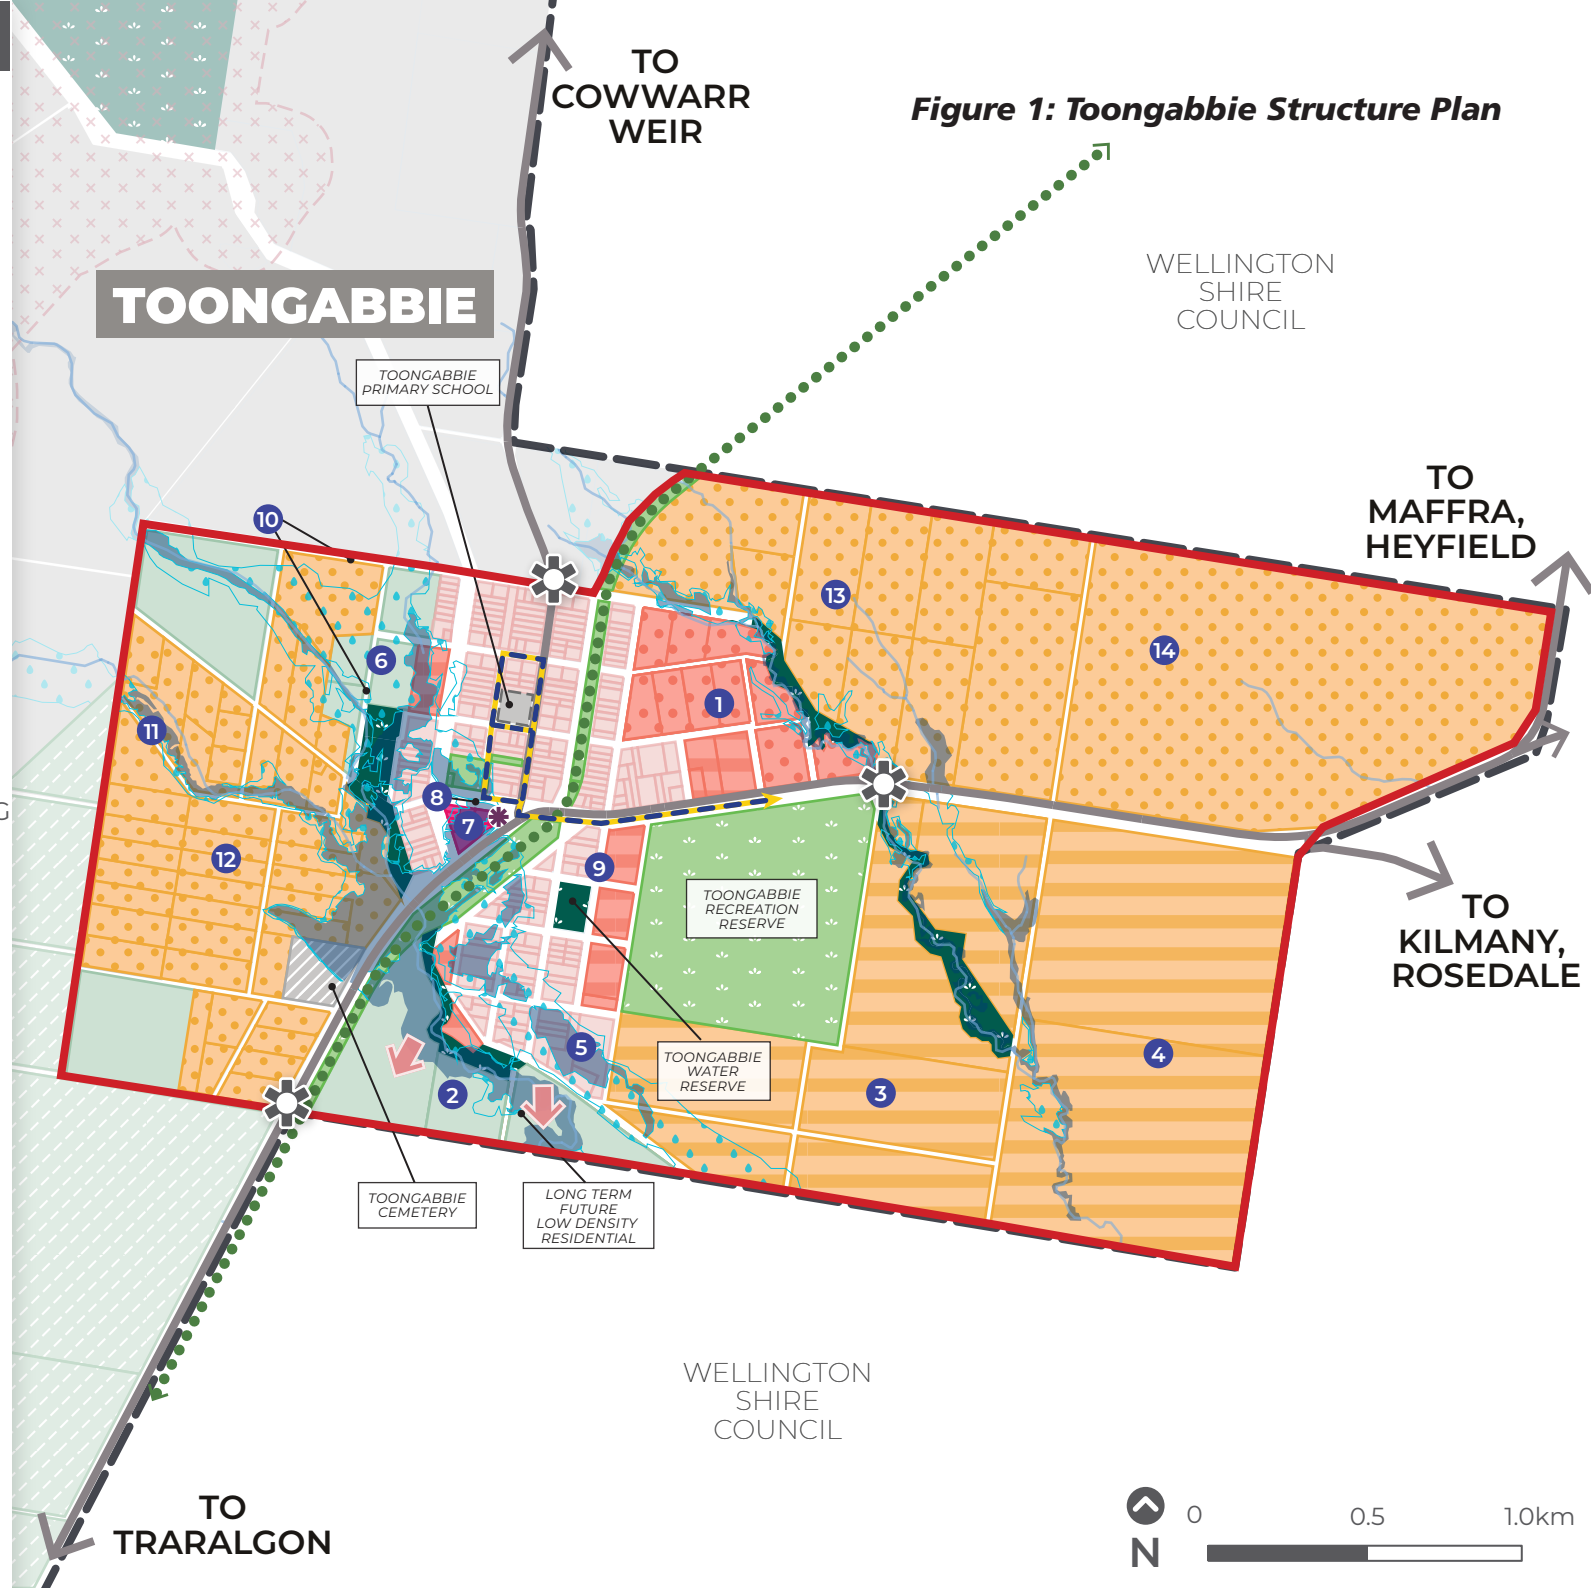 TO
COWWARR
WEIR
Figure 1: Toongabbie Structure Plan
WELLINGTON
SHIRE
COUNCIL
TOONGABBIE
TOONGABBIE
PRIMARY SCHOOL
TO
MAFFRA,
HEYFIELD
10
13
14
6
1
11
8
7
12
9
G
TOONGABBIE
RECREATION
RESERVE
TO
KILMANY,
ROSEDALE
5
TOONGABBIE
WATER
RESERVE
4
2
3
TOONGABBIE
CEMETERY
LONG TERM
FUTURE
LOW DENSITY
RESIDENTIAL
WELLINGTON
SHIRE
COUNCIL
TO
TRARALGON
N
0 0.5 1.0km